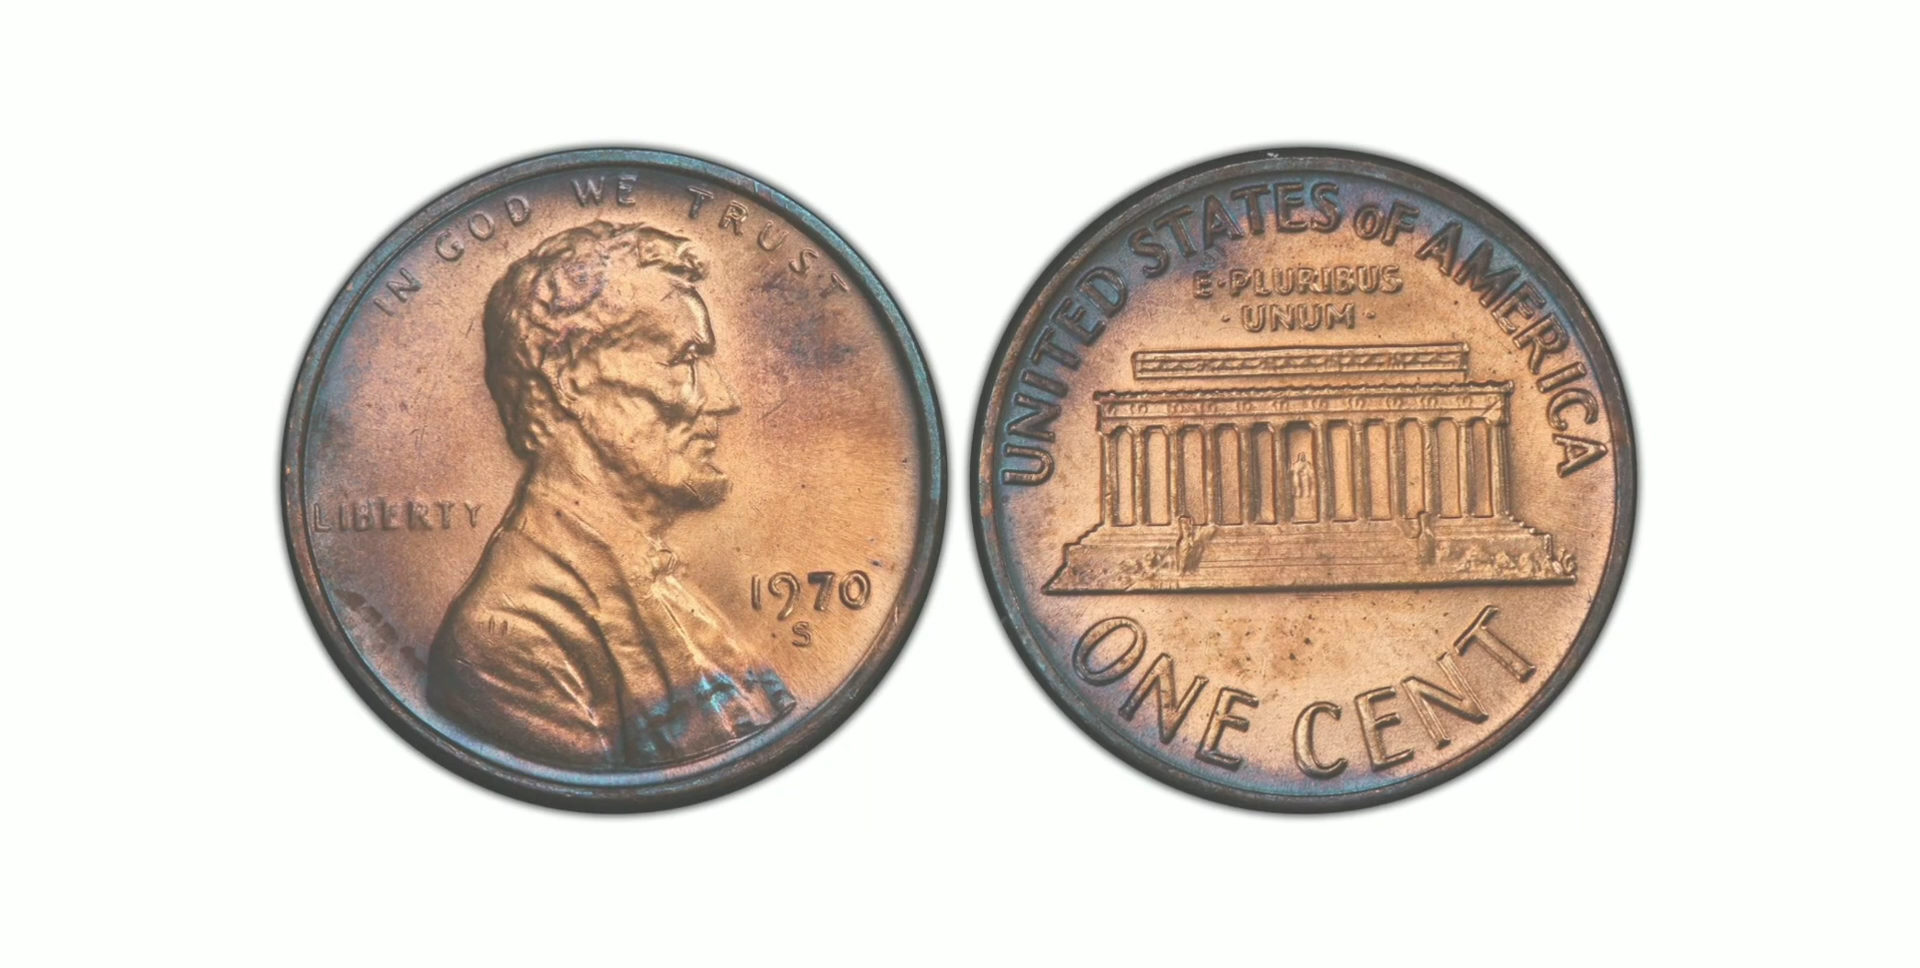 IN GOD WE TRUST
LIBERTY
1970
S
UNITED STATES OF AMERICA
E·PLURIBUS
·UNUM·
ONE CENT